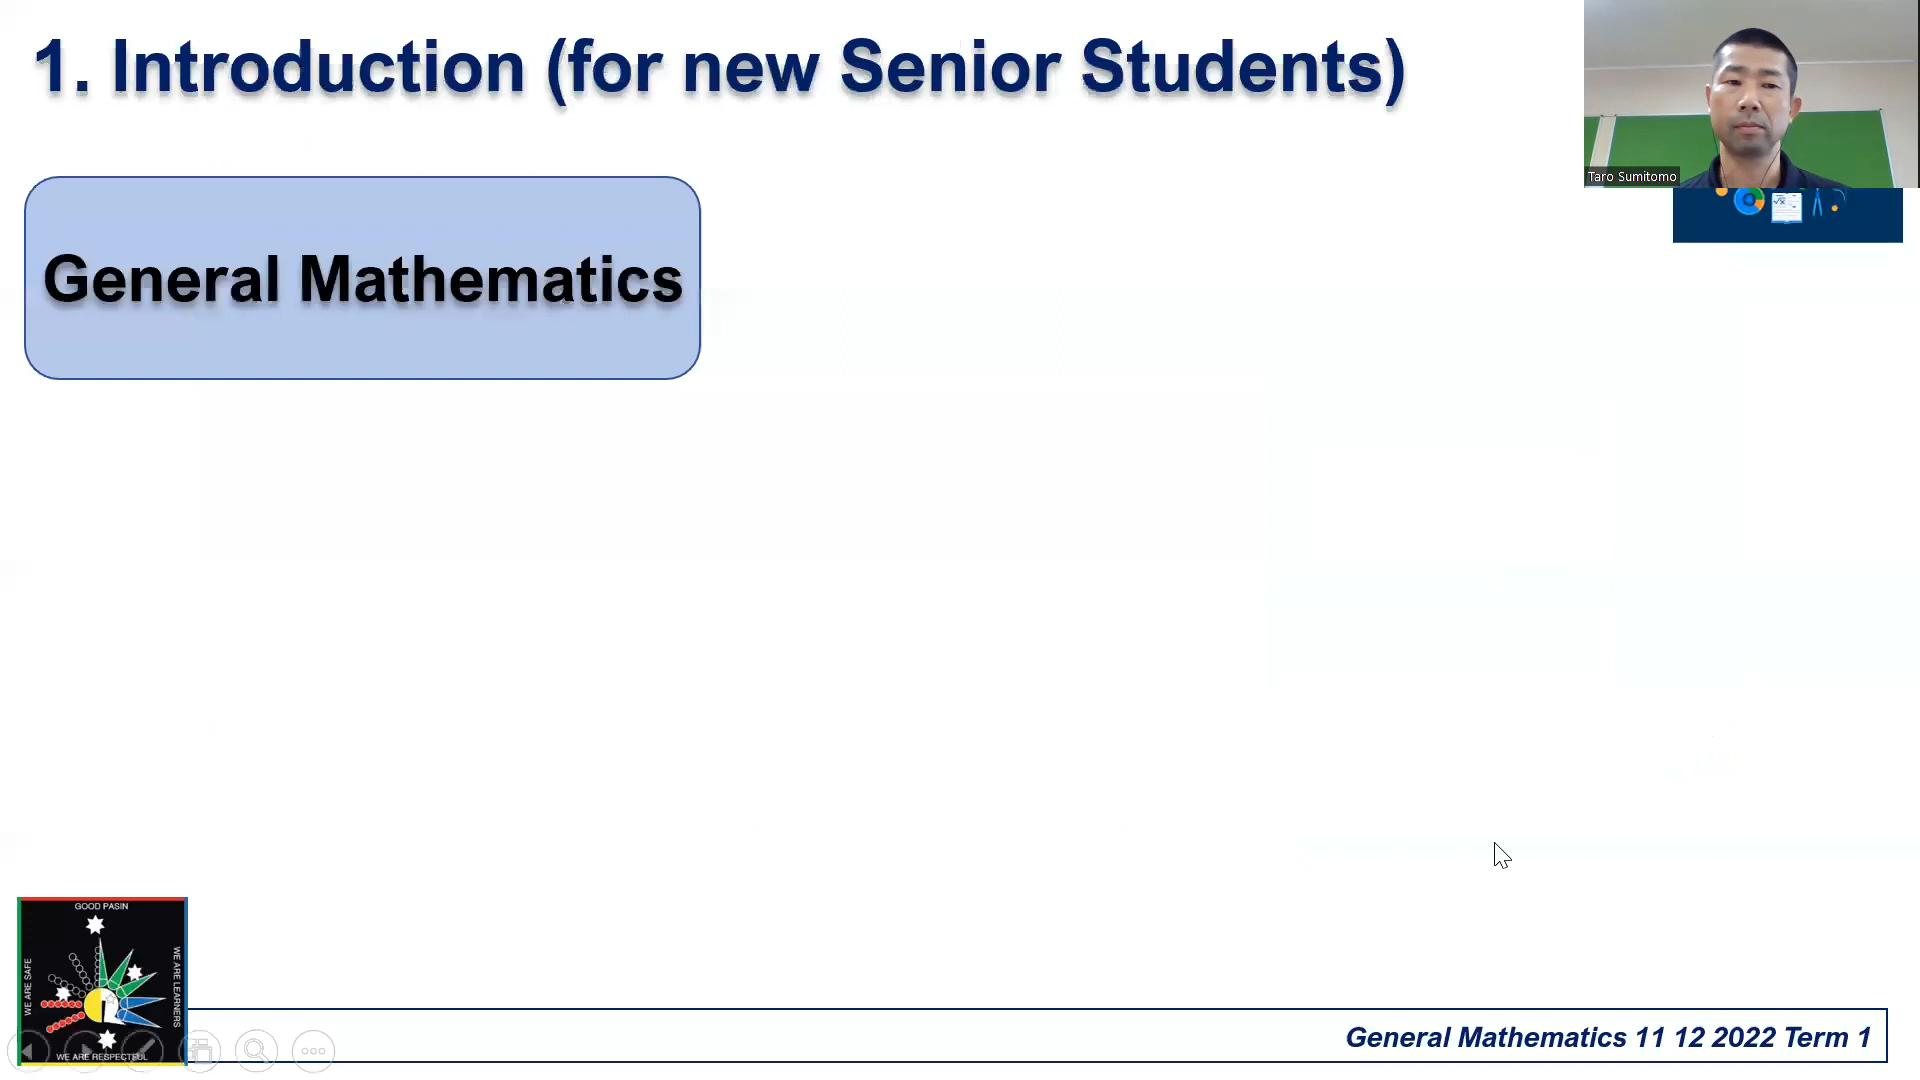 1. Introduction (for new Senior Students)
Taro Sumitomo
General Mathematics
GOOD PASIN
WE ARE SAFE
WE ARE LEARNERS
WE ARE RESPECTFUL
General Mathematics 11 12 2022 Term 1